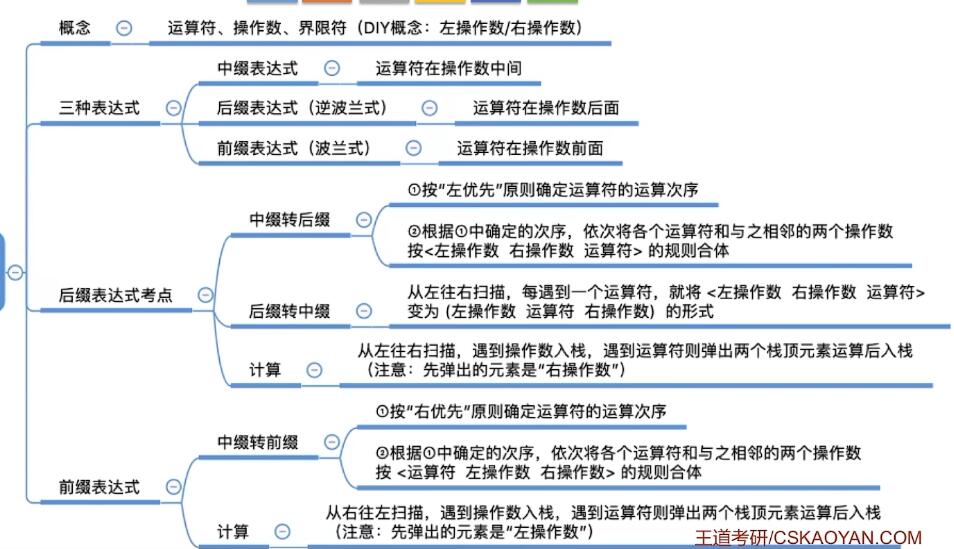 概念
运算符、操作数、界限符（DIY概念：左操作数/右操作数）
三种表达式
中缀表达式
运算符在操作数中间
后缀表达式（逆波兰式）
运算符在操作数后面
前缀表达式（波兰式）
运算符在操作数前面
后缀表达式考点
中缀转后缀
①按“左优先”原则确定运算符的运算次序
②根据①中确定的次序，依次将各个运算符和与之相邻的两个操作数
按<左操作数 右操作数 运算符> 的规则合体
后缀转中缀
从左往右扫描，每遇到一个运算符，就将 <左操作数 右操作数 运算符>
变为 (左操作数 运算符 右操作数) 的形式
计算
从左往右扫描，遇到操作数入栈，遇到运算符则弹出两个栈顶元素运算后入栈
（注意：先弹出的元素是“右操作数”）
前缀表达式
中缀转前缀
①按“右优先”原则确定运算符的运算次序
②根据①中确定的次序，依次将各个运算符和与之相邻的两个操作数
按 <运算符 左操作数 右操作数> 的规则合体
计算
从右往左扫描，遇到操作数入栈，遇到运算符则弹出两个栈顶元素运算后入栈
（注意：先弹出的元素是“左操作数”）
王道考研/CSKAOYAN.COM